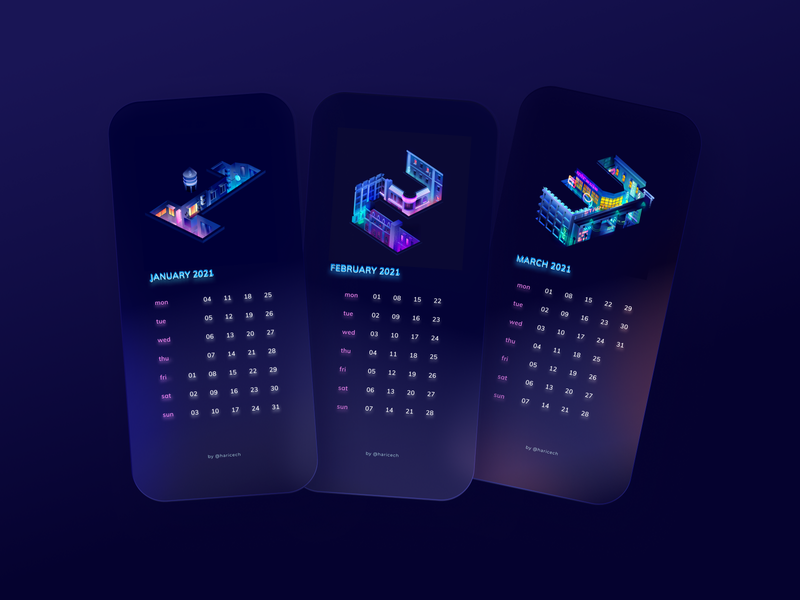 JANUARY 2021
mon 04 11 18 25
tue 05 12 19 26
wed 06 13 20 27
thu 07 14 21 28
fri 01 08 15 22 29
sat 02 09 16 23 30
sun 03 10 17 24 31
by @haricech
FEBRUARY 2021
mon 01 08 15 22
tue 02 09 16 23
wed 03 10 17 24
thu 04 11 18 25
fri 05 12 19 26
sat 06 13 20 27
sun 07 14 21 28
by @haricech
MARCH 2021
mon 01 08 15 22 29
tue 02 09 16 23 30
wed 03 10 17 24 31
thu 04 11 18 25
fri 05 12 19 26
sat 06 13 20 27
sun 07 14 21 28
by @haricech